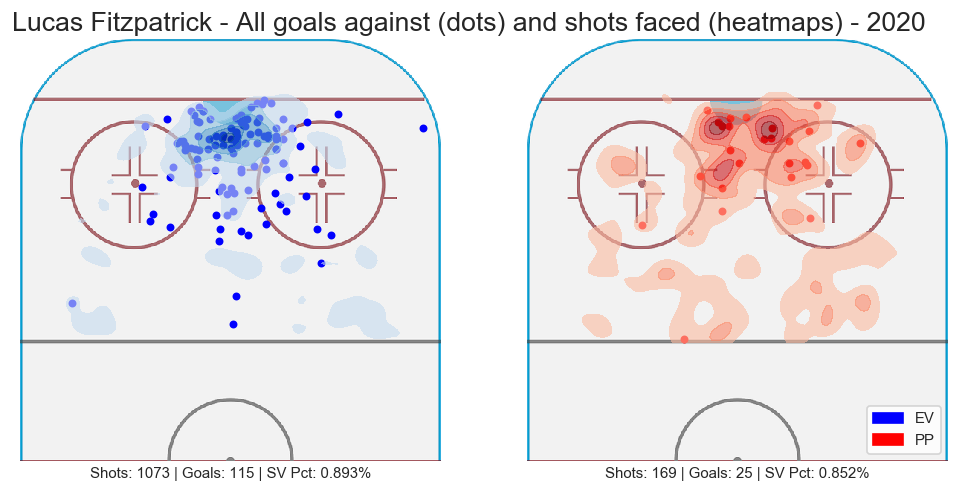 Lucas Fitzpatrick - All goals against (dots) and shots faced (heatmaps) - 2020
EV
PP
Shots: 1073 | Goals: 115 | SV Pct: 0.893%
Shots: 169 | Goals: 25 | SV Pct: 0.852%